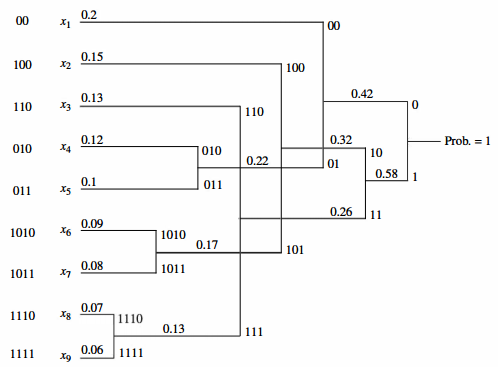 00 x1 0.2 00
100 x2 0.15 100
0.42 0
110 x3 0.13 110
010 x4 0.12 010 0.32 10 Prob. = 1
0.22 01
011 x5 0.1 011 0.58 1
0.26 11
1010 x6 0.09 1010
0.17 101
1011 x7 0.08 1011
1110 x8 0.07 1110
0.13 111
1111 x9 0.06 1111